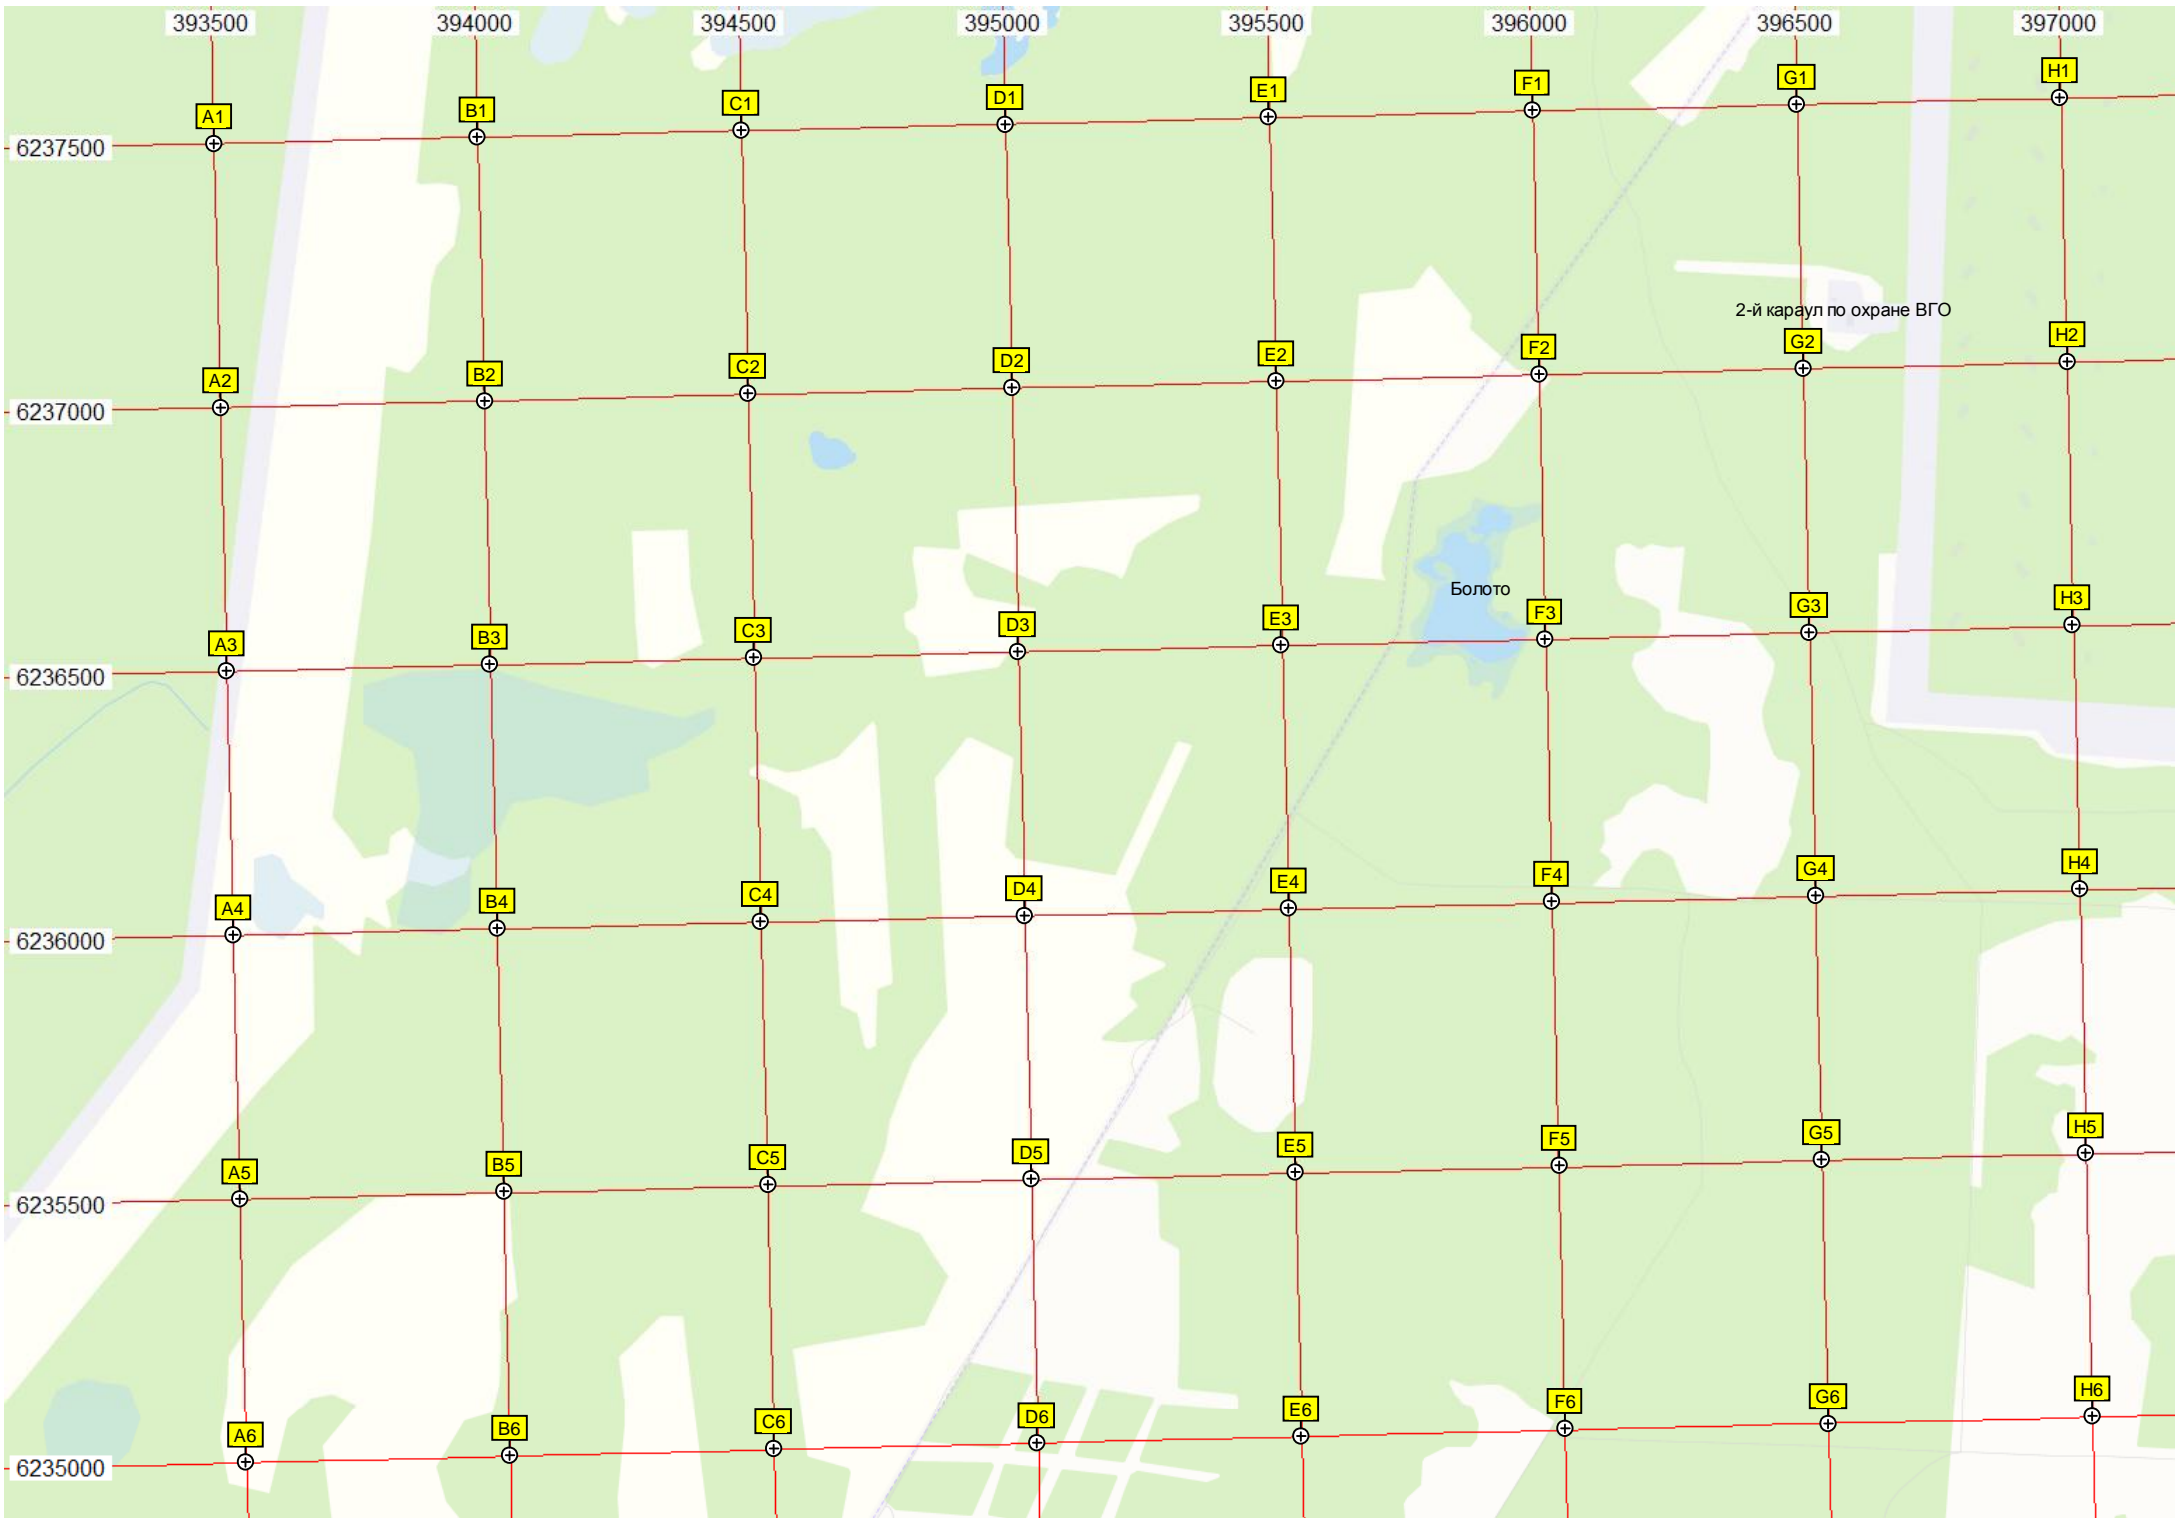 393500 394000 394500 395000 395500 396000 396500 397000
A1 B1 C1 D1 E1 F1 G1 H1
6237500
2-й караул по охране ВГО
A2 B2 C2 D2 E2 F2 G2 H2
6237000
Болото
A3 B3 C3 D3 E3 F3 G3 H3
6236500
A4 B4 C4 D4 E4 F4 G4 H4
6236000
A5 B5 C5 D5 E5 F5 G5 H5
6235500
A6 B6 C6 D6 E6 F6 G6 H6
6235000